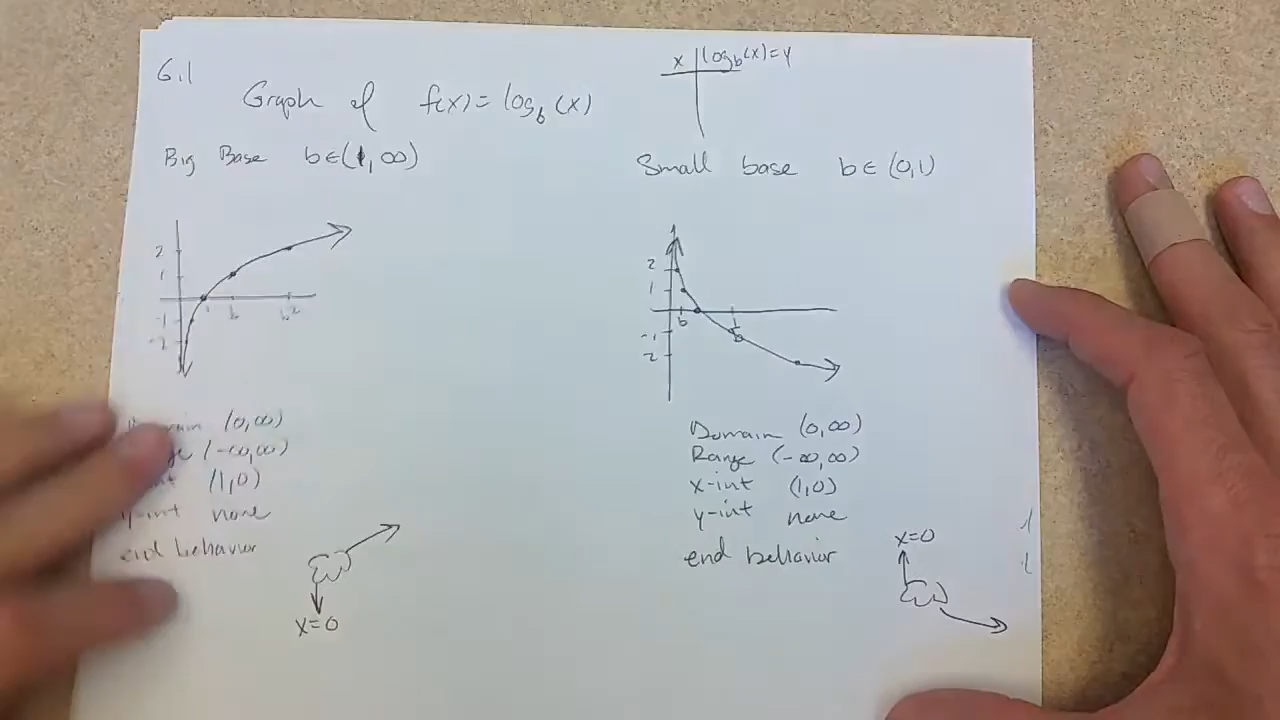 6.1
Graph of f(x) = log_b(x)
x | log_b(x) = y
Big Base b∈(1, ∞)
2
1
-1
-2
1 b b²
(0,∞)
(-∞,∞)
(1,0)
y-int none
end behavior
x=0
Small base b∈(0,1)
2
1
-1
-2
b 1/b
Domain (0,∞)
Range (-∞,∞)
x-int (1,0)
y-int none
end behavior
x=0